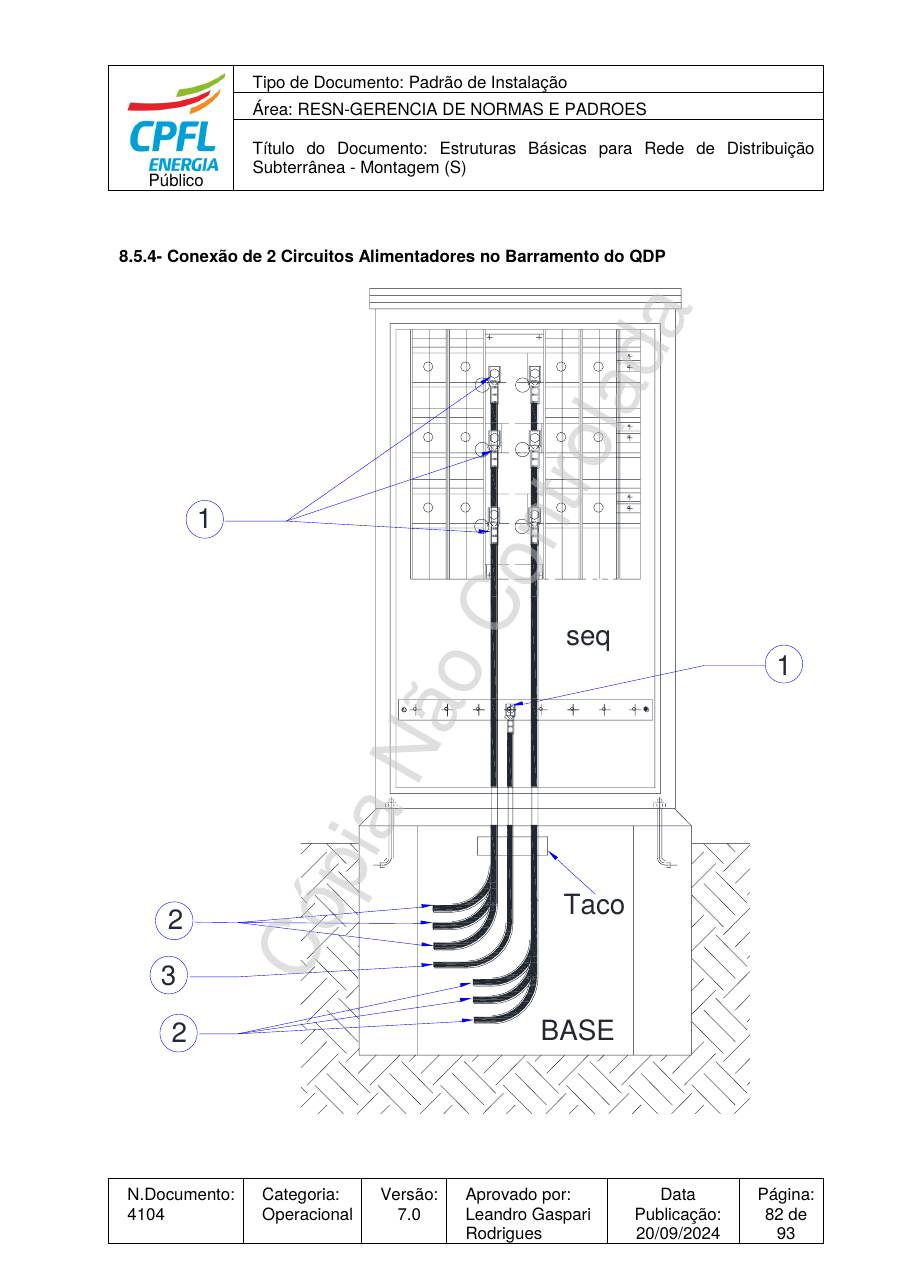 Tipo de Documento: Padrão de Instalação
Área: RESN-GERENCIA DE NORMAS E PADROES
Título do Documento: Estruturas Básicas para Rede de Distribuição
Subterrânea - Montagem (S)
CPFL
ENERGIA
Público
8.5.4- Conexão de 2 Circuitos Alimentadores no Barramento do QDP
1
seq
1
Taco
2
3
2
BASE
Cópia Não Controlada
N.Documento:
4104
Categoria:
Operacional
Versão:
7.0
Aprovado por:
Leandro Gaspari
Rodrigues
Data
Publicação:
20/09/2024
Página:
82 de
93